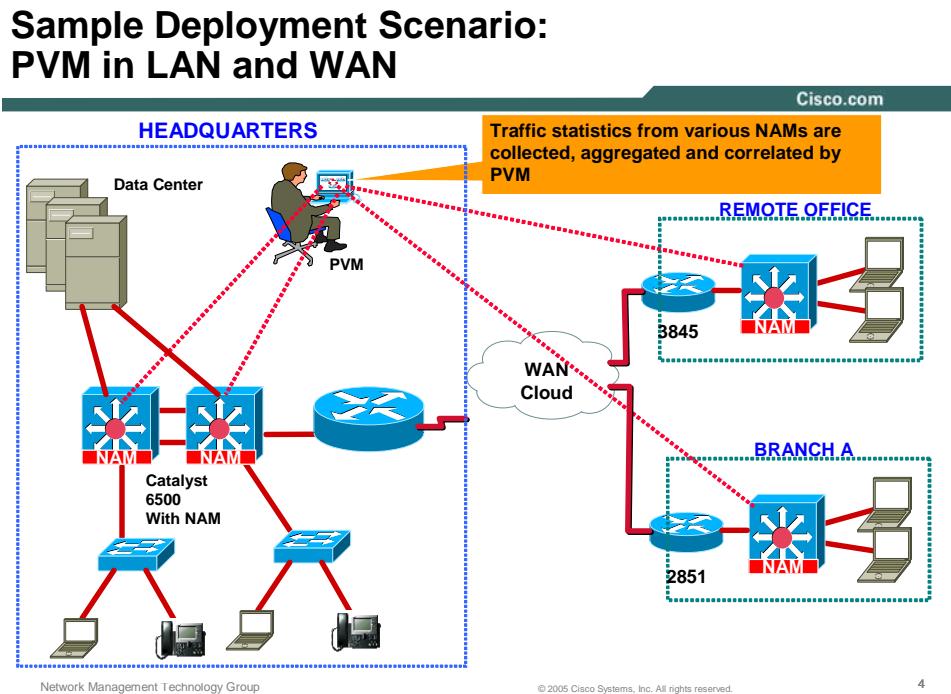 Sample Deployment Scenario:
PVM in LAN and WAN
Cisco.com
HEADQUARTERS
Traffic statistics from various NAMs are
collected, aggregated and correlated by
PVM
Data Center
PVM
REMOTE OFFICE
3845
NAM
WAN
Cloud
NAM
NAM
Catalyst
6500
With NAM
BRANCH A
2851
NAM
Network Management Technology Group
© 2005 Cisco Systems, Inc. All rights reserved.
4